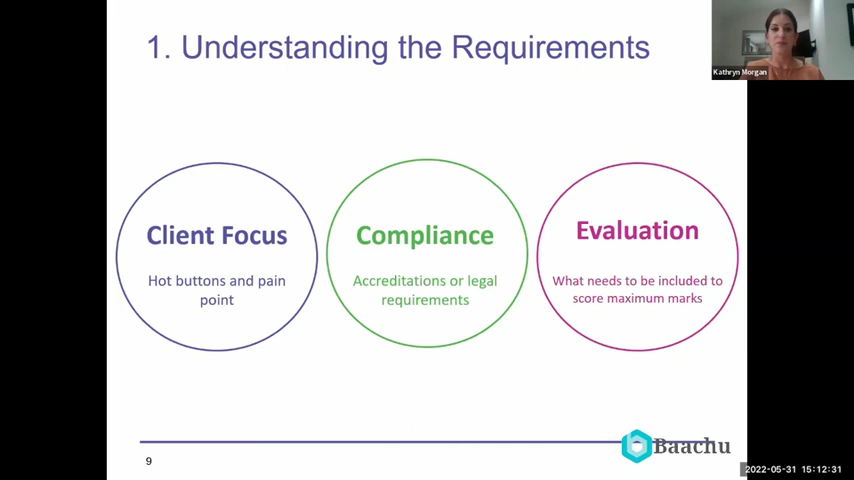 1. Understanding the Requirements
Kathryn Morgan
Client Focus
Hot buttons and pain
point
Compliance
Accreditations or legal
requirements
Evaluation
What needs to be included to
score maximum marks
9
Baachu
2022-05-31 15:12:31